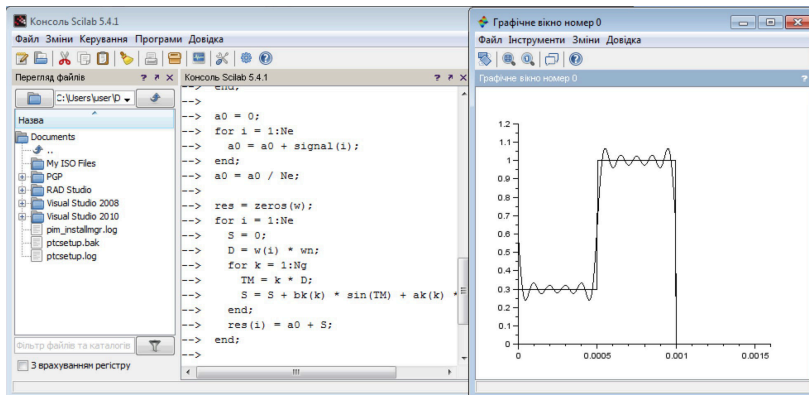 Консоль Scilab 5.4.1
Файл Зміни Керування Програми Довідка
Перегляд файлів ? ↗ X
C:\Users\user\D
Назва
Documents
..
My ISO Files
PGP
RAD Studio
Visual Studio 2008
Visual Studio 2010
pim_installmgr.log
ptcsetup.bak
ptcsetup.log
Фільтр файлів та каталогів
З врахуванням регістру
Консоль Scilab 5.4.1 ? ↗ X
--> end;
-->
--> a0 = 0;
--> for i = 1:Ne
--> a0 = a0 + signal(i);
--> end;
--> a0 = a0 / Ne;
-->
--> res = zeros(w);
--> for i = 1:Ne
--> S = 0;
--> D = w(i) * wn;
--> for k = 1:Ng
--> TM = k * D;
--> S = S + bk(k) * sin(TM) + ak(k) *
--> end;
--> res(i) = a0 + S;
--> end;
-->
Графічне вікно номер 0
Файл Інструменти Зміни Довідка
Графічне вікно номер 0 ?
1.2
1.1
1
0.9
0.8
0.7
0.6
0.5
0.4
0.3
0.2
0.1
0
0 0.0005 0.001 0.0015